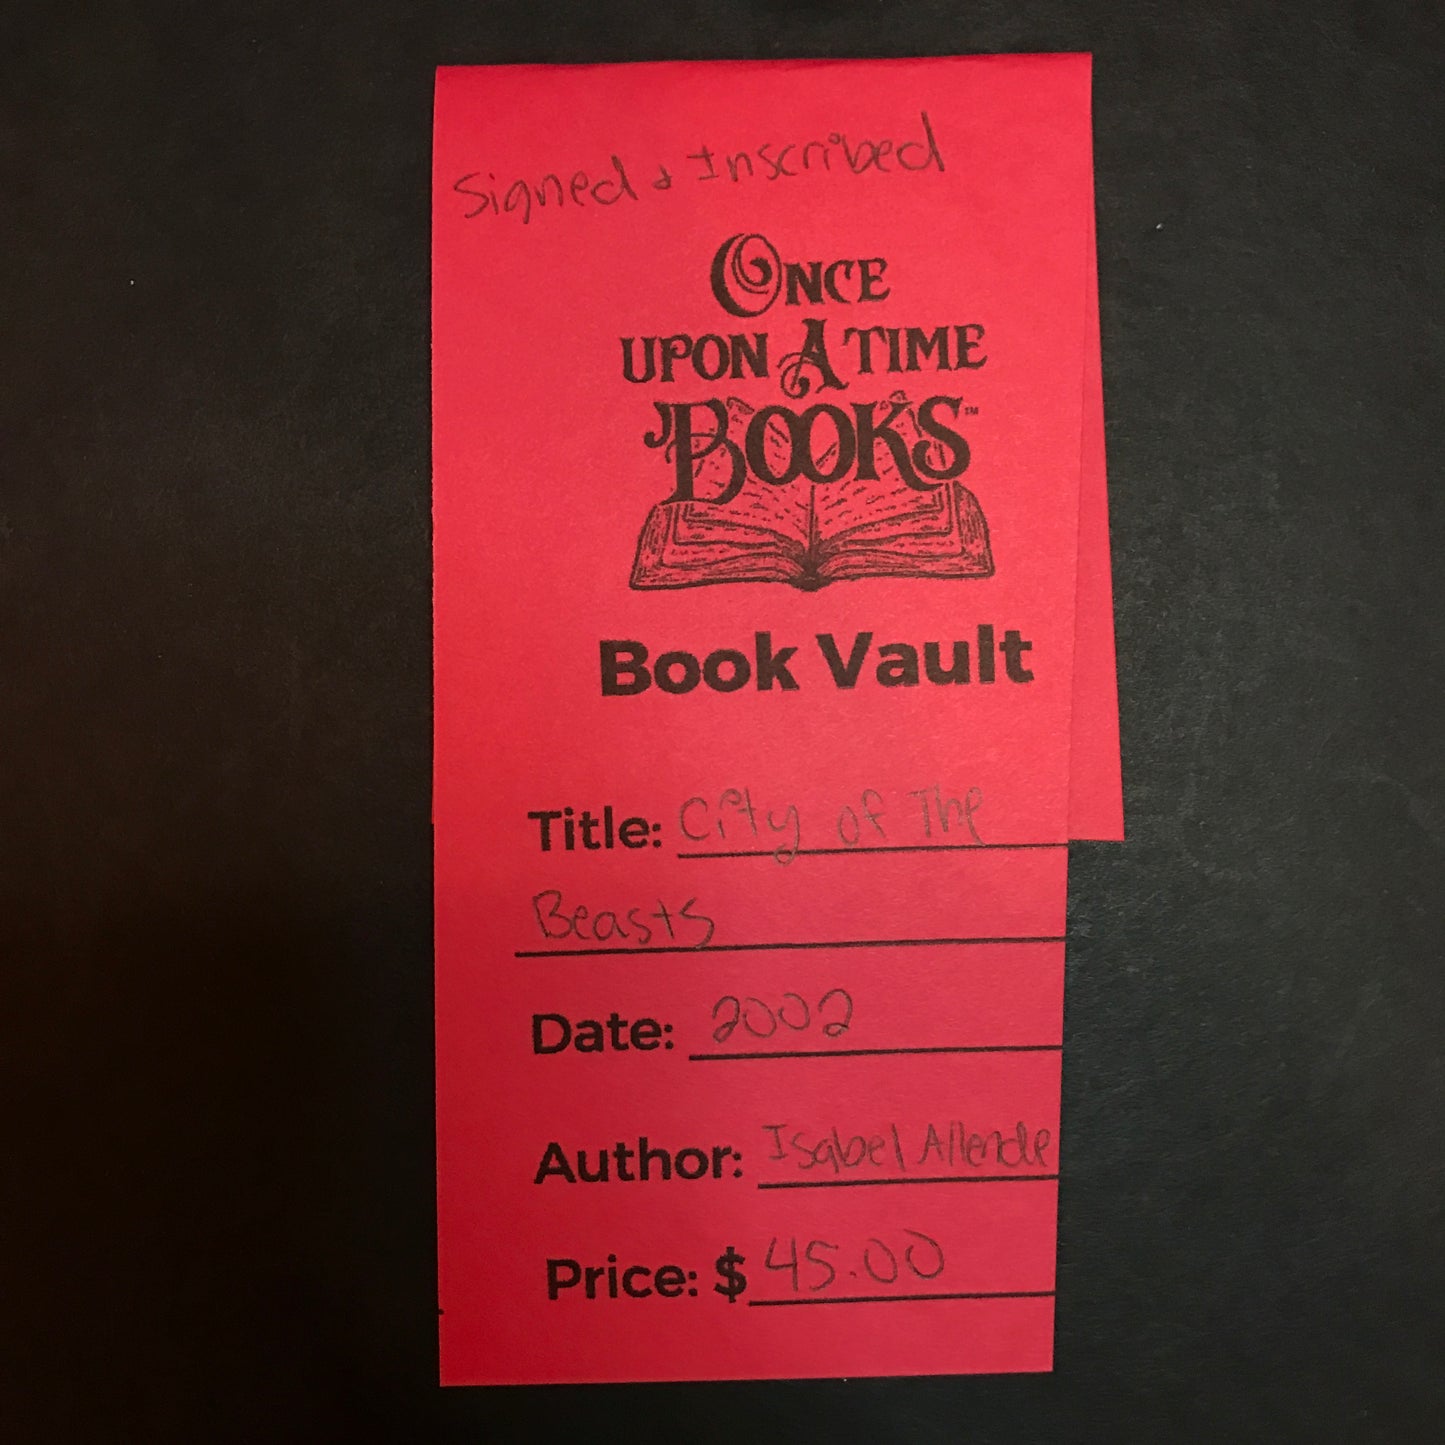 Signed & Inscribed
ONCE
UPON A TIME
BOOKS™
Book Vault
Title: City of The
Beasts
Date: 2002
Author: Isabel Allende
Price: $45.00